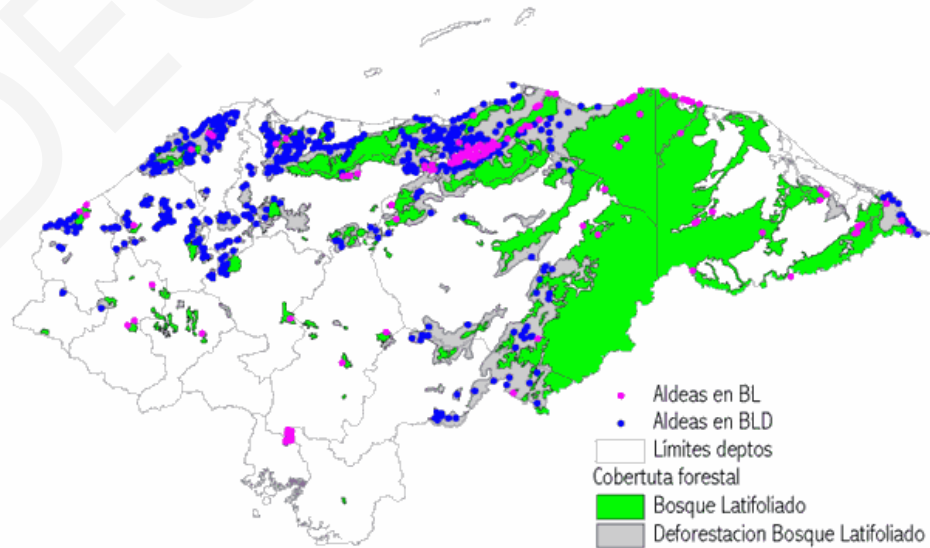 Aldeas en BL
Aldeas en BLD
Límites deptos
Cobertuta forestal
Bosque Latifoliado
Deforestacion Bosque Latifoliado